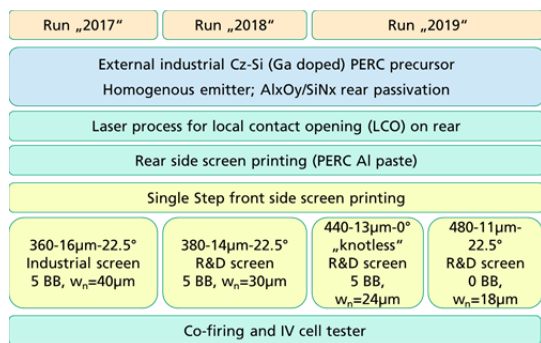 Run „2017“
Run „2018“
Run „2019“
External industrial Cz-Si (Ga doped) PERC precursor
Homogenous emitter; AlxOy/SiNx rear passivation
Laser process for local contact opening (LCO) on rear
Rear side screen printing (PERC Al paste)
Single Step front side screen printing
360-16µm-22.5°
Industrial screen
5 BB, wn=40µm
380-14µm-22.5°
R&D screen
5 BB, wn=30µm
440-13µm-0°
„knotless“
R&D screen
5 BB,
wn=24µm
480-11µm-
22.5°
R&D screen
0 BB,
wn=18µm
Co-firing and IV cell tester